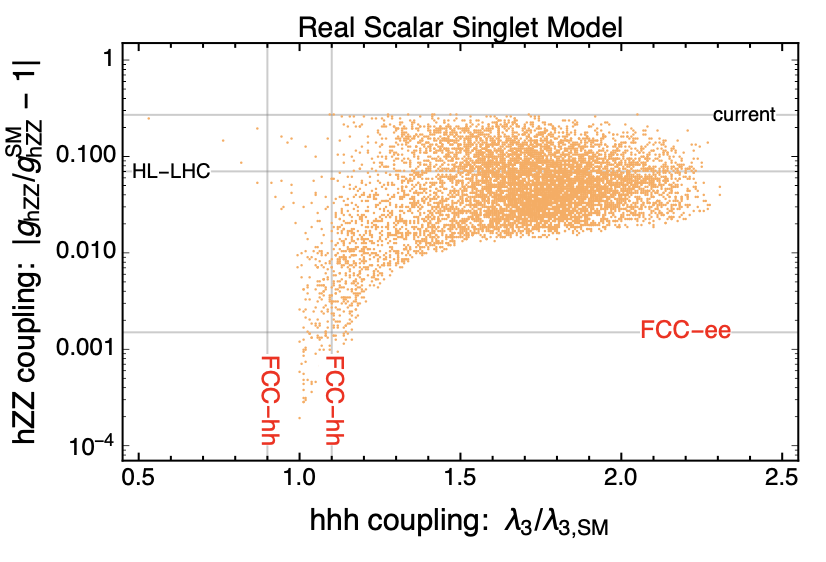 Real Scalar Singlet Model
hZZ coupling: |g_hZZ/g_hZZ^SM − 1|
1
0.100
0.010
0.001
10⁻⁴
current
HL−LHC
FCC−ee
FCC−hh
FCC−hh
0.5 1.0 1.5 2.0 2.5
hhh coupling: λ₃/λ₃,SM